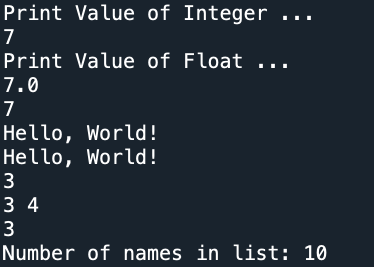 Print Value of Integer ...
7
Print Value of Float ...
7.0
7
Hello, World!
Hello, World!
3
3 4
3
Number of names in list: 10